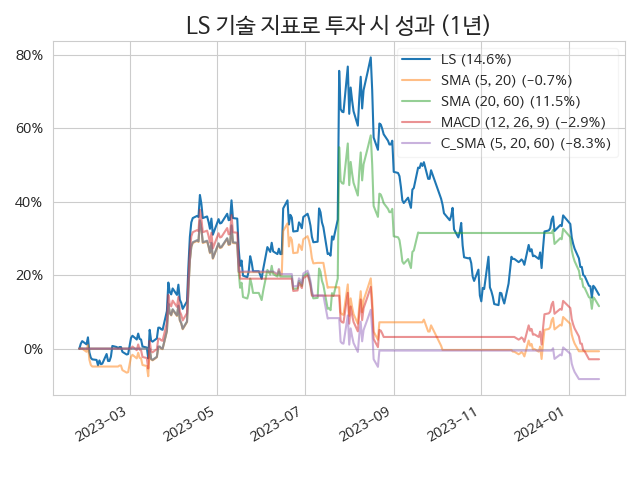 LS 기술 지표로 투자 시 성과 (1년)
80%
60%
40%
20%
0%
LS (14.6%)
SMA (5, 20) (−0.7%)
SMA (20, 60) (11.5%)
MACD (12, 26, 9) (−2.9%)
C_SMA (5, 20, 60) (−8.3%)
2023−03
2023−05
2023−07
2023−09
2023−11
2024−01